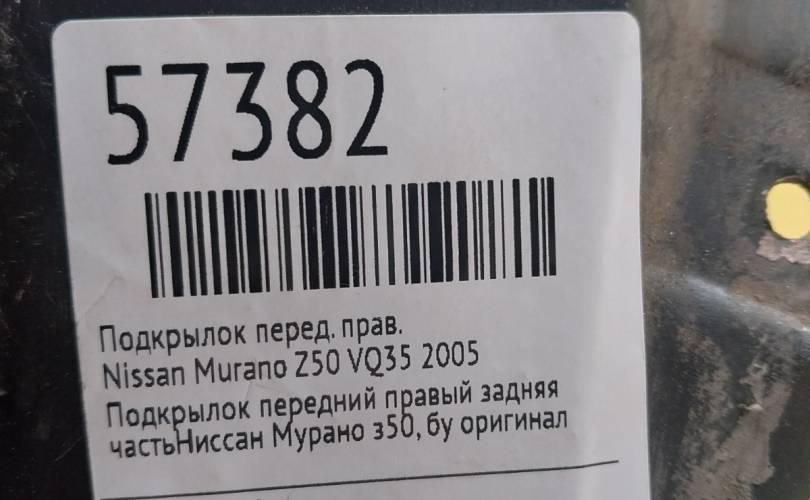 57382
Подкрылок перед. прав.
Nissan Murano Z50 VQ35 2005
Подкрылок передний правый задняя
частьНиссан Мурано з50, бу оригинал